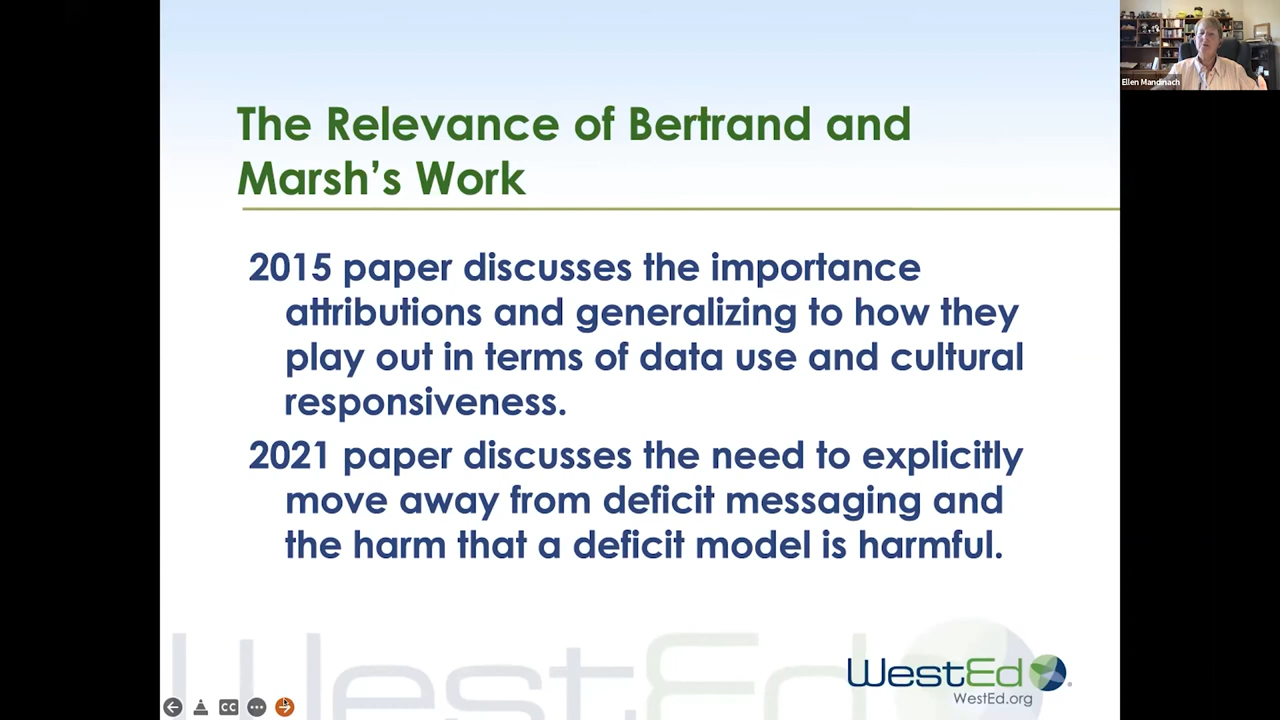 The Relevance of Bertrand and
Marsh's Work
2015 paper discusses the importance
attributions and generalizing to how they
play out in terms of data use and cultural
responsiveness.
2021 paper discusses the need to explicitly
move away from deficit messaging and
the harm that a deficit model is harmful.
WestEd
WestEd
WestEd.org
CC
Ellen Mandinach